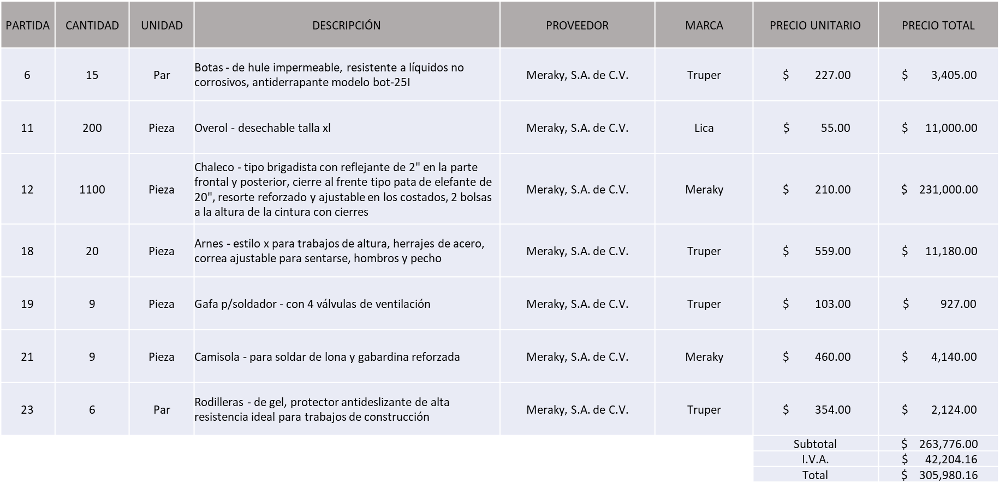 PARTIDA CANTIDAD UNIDAD DESCRIPCIÓN PROVEEDOR MARCA PRECIO UNITARIO PRECIO TOTAL
6 15 Par Botas - de hule impermeable, resistente a líquidos no
corrosivos, antiderrapante modelo bot-25l Meraky, S.A. de C.V. Truper $ 227.00 $ 3,405.00
11 200 Pieza Overol - desechable talla xl Meraky, S.A. de C.V. Lica $ 55.00 $ 11,000.00
12 1100 Pieza Chaleco - tipo brigadista con reflejante de 2" en la parte
frontal y posterior, cierre al frente tipo pata de elefante de
20", resorte reforzado y ajustable en los costados, 2 bolsas
a la altura de la cintura con cierres Meraky, S.A. de C.V. Meraky $ 210.00 $ 231,000.00
18 20 Pieza Arnes - estilo x para trabajos de altura, herrajes de acero,
correa ajustable para sentarse, hombros y pecho Meraky, S.A. de C.V. Truper $ 559.00 $ 11,180.00
19 9 Pieza Gafa p/soldador - con 4 válvulas de ventilación Meraky, S.A. de C.V. Truper $ 103.00 $ 927.00
21 9 Pieza Camisola - para soldar de lona y gabardina reforzada Meraky, S.A. de C.V. Meraky $ 460.00 $ 4,140.00
23 6 Par Rodilleras - de gel, protector antideslizante de alta
resistencia ideal para trabajos de construcción Meraky, S.A. de C.V. Truper $ 354.00 $ 2,124.00
Subtotal $ 263,776.00
I.V.A. $ 42,204.16
Total $ 305,980.16